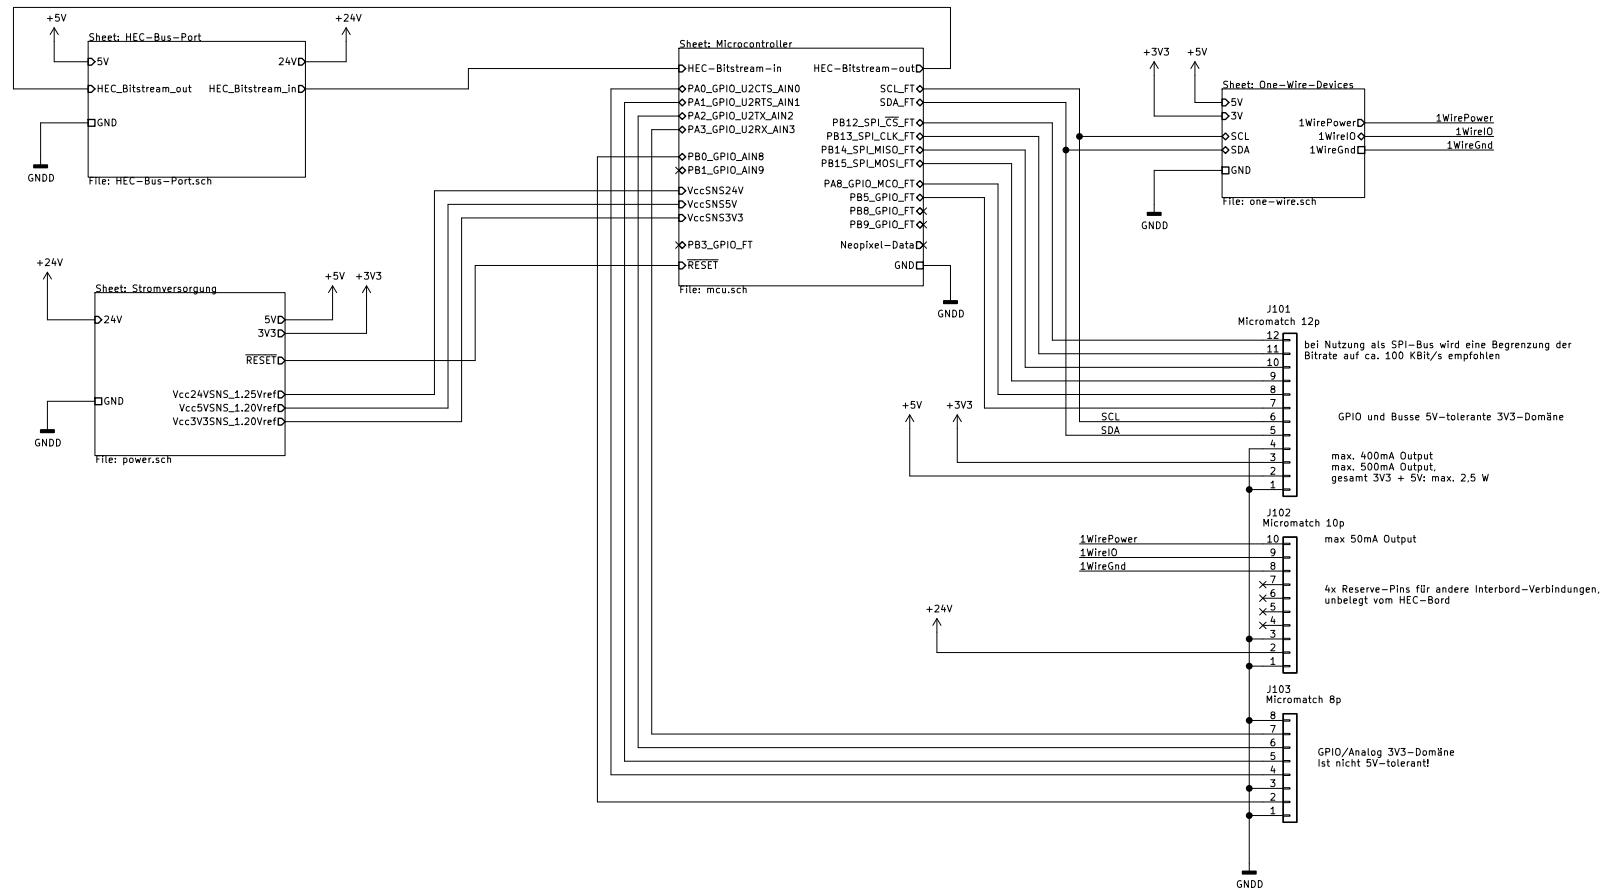 +5V
+24V
Sheet: HEC-Bus-Port
5V
24V
HEC_Bitstream_out
HEC_Bitstream_in
GND
GNDD
File: HEC-Bus-Port.sch
+24V
+5V
+3V3
Sheet: Stromversorgung
24V
5V
3V3
RESET
Vcc24VSNS_1.25Vref
GND
Vcc5VSNS_1.20Vref
Vcc3V3SNS_1.20Vref
GNDD
File: power.sch
Sheet: Microcontroller
HEC-Bitstream-in
HEC-Bitstream-out
PA0_GPIO_U2CTS_AIN0
SCL_FT
PA1_GPIO_U2RTS_AIN1
SDA_FT
PA2_GPIO_U2TX_AIN2
PB12_SPI_CS_FT
PA3_GPIO_U2RX_AIN3
PB13_SPI_CLK_FT
PB14_SPI_MISO_FT
PB0_GPIO_AIN8
PB15_SPI_MOSI_FT
PB1_GPIO_AIN9
PA8_GPIO_MCO_FT
VccSNS24V
PB5_GPIO_FT
VccSNS5V
PB8_GPIO_FT
VccSNS3V3
PB9_GPIO_FT
PB3_GPIO_FT
Neopixel-Data
RESET
GND
File: mcu.sch
GNDD
+3V3
+5V
Sheet: One-Wire-Devices
5V
3V
1WirePower
1WirePower
SCL
1WireIO
1WireIO
SDA
1WireGnd
1WireGnd
GND
File: one-wire.sch
GNDD
J101
Micromatch 12p
12
11
10
9
8
7
6
5
4
3
2
1
bei Nutzung als SPI-Bus wird eine Begrenzung der
Bitrate auf ca. 100 KBit/s empfohlen
+5V
+3V3
SCL
SDA
GPIO und Busse 5V-tolerante 3V3-Domäne
max. 400mA Output
max. 500mA Output,
gesamt 3V3 + 5V: max. 2,5 W
J102
Micromatch 10p
1WirePower
1WireIO
1WireGnd
10
9
8
7
6
5
4
3
2
1
max 50mA Output
4x Reserve-Pins für andere Interbord-Verbindungen,
unbelegt vom HEC-Bord
+24V
J103
Micromatch 8p
8
7
6
5
4
3
2
1
GPIO/Analog 3V3-Domäne
Ist nicht 5V-tolerant!
GNDD